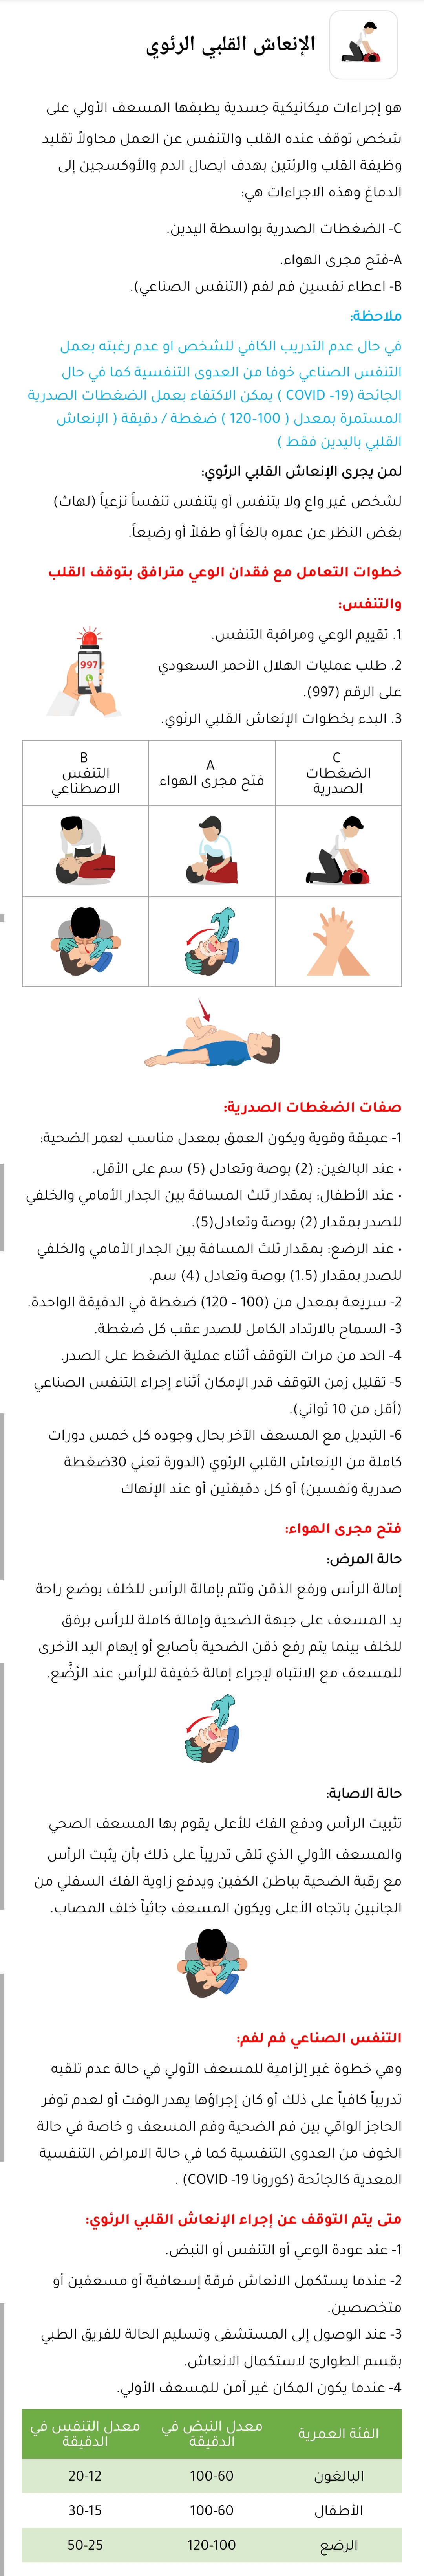 الإنعاش القلبي الرئوي
هو إجراءات ميكانيكية جسدية يطبقها المسعف الأولي على
شخص توقف عنده القلب والتنفس عن العمل محاولاً تقليد
وظيفة القلب والرئتين بهدف ايصال الدم والأوكسجين إلى
الدماغ وهذه الاجراءات هي:
C- الضغطات الصدرية بواسطة اليدين.
A-فتح مجرى الهواء.
B- اعطاء نفسين فم لفم (التنفس الصناعي).
ملاحظة:
في حال عدم التدريب الكافي للشخص او عدم رغبته بعمل
التنفس الصناعي خوفا من العدوى التنفسية كما في حال
الجائحة (COVID -19 ) يمكن الاكتفاء بعمل الضغطات الصدرية
المستمرة بمعدل ( 100-120 ) ضغطة / دقيقة ( الإنعاش
القلبي باليدين فقط )
لمن يجرى الإنعاش القلبي الرئوي:
لشخص غير واع ولا يتنفس أو يتنفس تنفساً نزعياً (لهاث)
بغض النظر عن عمره بالغاً أو طفلاً أو رضيعاً.
خطوات التعامل مع فقدان الوعي مترافق بتوقف القلب
والتنفس:
1. تقييم الوعي ومراقبة التنفس.
2. طلب عمليات الهلال الأحمر السعودي
على الرقم (997).
3. البدء بخطوات الإنعاش القلبي الرئوي.
997
C
الضغطات
الصدرية
A
فتح مجرى الهواء
B
التنفس
الاصطناعي
صفات الضغطات الصدرية:
1- عميقة وقوية ويكون العمق بمعدل مناسب لعمر الضحية:
• عند البالغين: (2) بوصة وتعادل (5) سم على الأقل.
• عند الأطفال: بمقدار ثلث المسافة بين الجدار الأمامي والخلفي
للصدر بمقدار (2) بوصة وتعادل(5).
• عند الرضع: بمقدار ثلث المسافة بين الجدار الأمامي والخلفي
للصدر بمقدار (1.5) بوصة وتعادل (4) سم.
2- سريعة بمعدل من (100 - 120) ضغطة في الدقيقة الواحدة.
3- السماح بالارتداد الكامل للصدر عقب كل ضغطة.
4- الحد من مرات التوقف أثناء عملية الضغط على الصدر.
5- تقليل زمن التوقف قدر الإمكان أثناء إجراء التنفس الصناعي
(أقل من 10 ثواني).
6- التبديل مع المسعف الآخر بحال وجوده كل خمس دورات
كاملة من الإنعاش القلبي الرئوي (الدورة تعني 30ضغطة
صدرية ونفسين) أو كل دقيقتين أو عند الإنهاك
فتح مجرى الهواء:
حالة المرض:
إمالة الرأس ورفع الذقن وتتم بإمالة الرأس للخلف بوضع راحة
يد المسعف على جبهة الضحية وإمالة كاملة للرأس برفق
للخلف بينما يتم رفع ذقن الضحية بأصابع أو إبهام اليد الأخرى
للمسعف مع الانتباه لإجراء إمالة خفيفة للرأس عند الرُضَّع.
حالة الاصابة:
تثبيت الرأس ودفع الفك للأعلى يقوم بها المسعف الصحي
والمسعف الأولي الذي تلقى تدريباً على ذلك بأن يثبت الرأس
مع رقبة الضحية بباطن الكفين ويدفع زاوية الفك السفلي من
الجانبين باتجاه الأعلى ويكون المسعف جاثياً خلف المصاب.
التنفس الصناعي فم لفم:
وهي خطوة غير إلزامية للمسعف الأولي في حالة عدم تلقيه
تدريباً كافياً على ذلك أو كان إجراؤها يهدر الوقت أو لعدم توفر
الحاجز الواقي بين فم الضحية وفم المسعف و خاصة في حالة
الخوف من العدوى التنفسية كما في حالة الامراض التنفسية
المعدية كالجائحة (كورونا COVID -19) .
متى يتم التوقف عن إجراء الإنعاش القلبي الرئوي:
1- عند عودة الوعي أو التنفس أو النبض.
2- عندما يستكمل الانعاش فرقة إسعافية أو مسعفين أو
متخصصين.
3- عند الوصول إلى المستشفى وتسليم الحالة للفريق الطبي
بقسم الطوارئ لاستكمال الانعاش.
4- عندما يكون المكان غير آمن للمسعف الأولي.
الفئة العمرية
معدل النبض في
الدقيقة
معدل التنفس في
الدقيقة
البالغون 100-60 20-12
الأطفال 100-60 30-15
الرضع 120-100 50-25